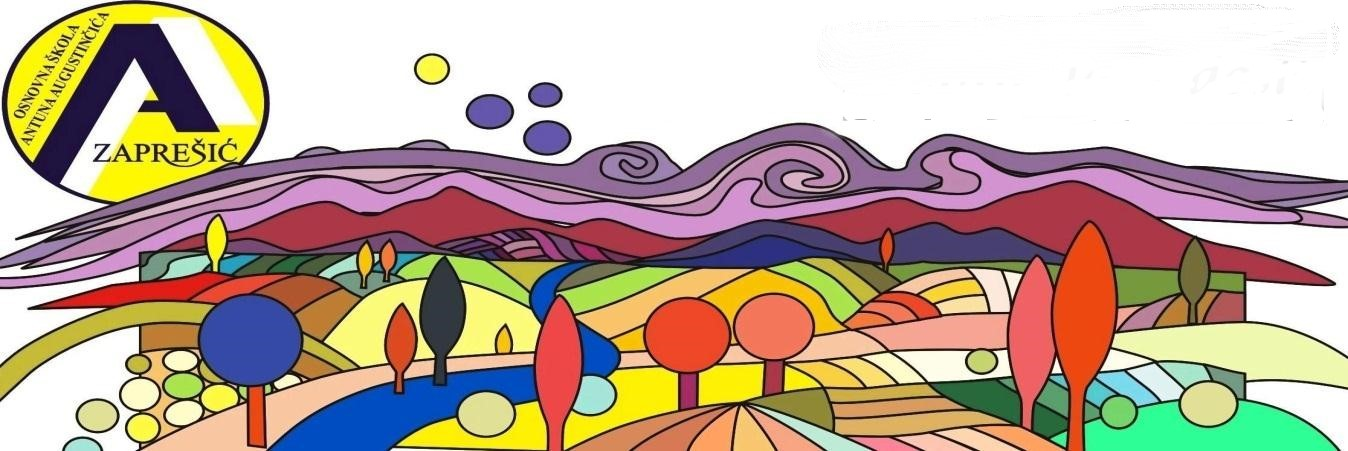 OSNOVNA ŠKOLA
ANTUNA AUGUSTINČIĆA
ZAPREŠIĆ